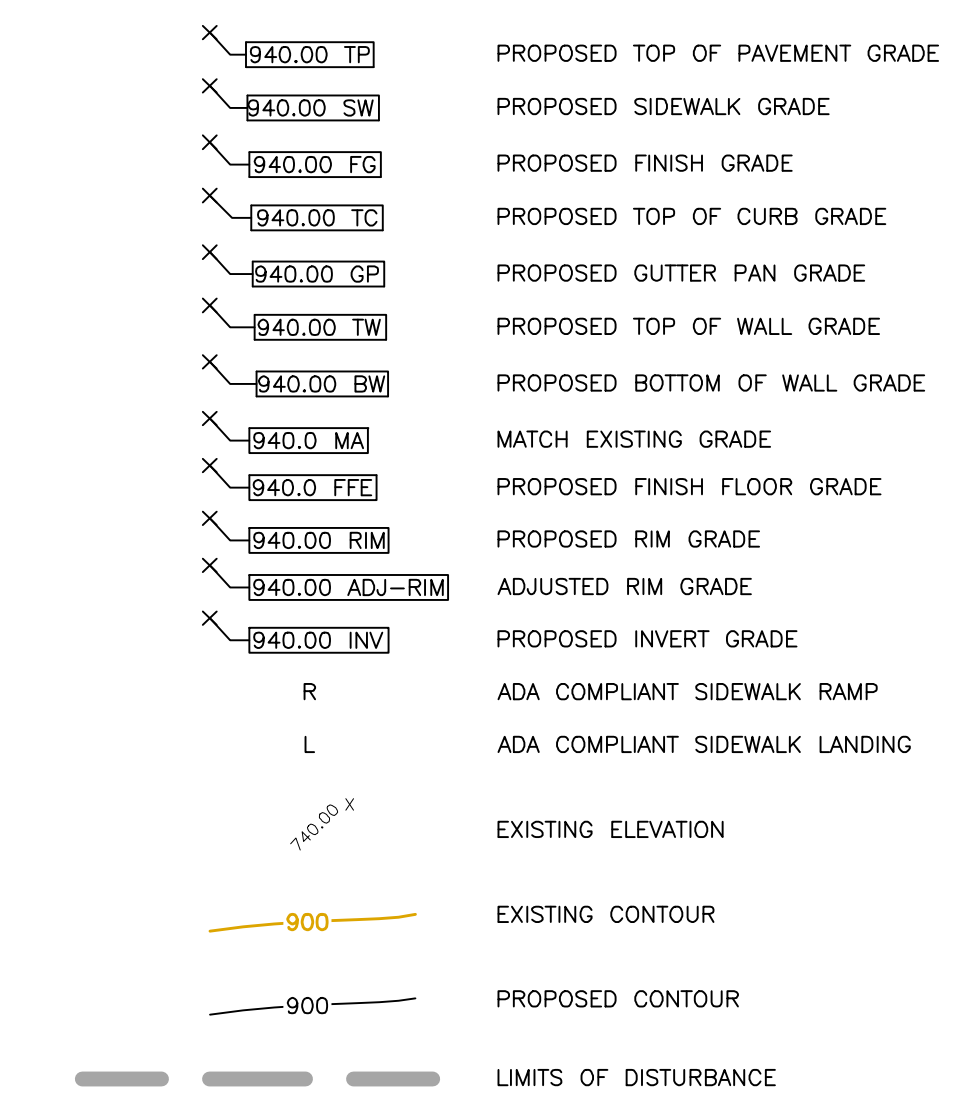 940.00 TP PROPOSED TOP OF PAVEMENT GRADE
940.00 SW PROPOSED SIDEWALK GRADE
940.00 FG PROPOSED FINISH GRADE
940.00 TC PROPOSED TOP OF CURB GRADE
940.00 GP PROPOSED GUTTER PAN GRADE
940.00 TW PROPOSED TOP OF WALL GRADE
940.00 BW PROPOSED BOTTOM OF WALL GRADE
940.0 MA MATCH EXISTING GRADE
940.0 FFE PROPOSED FINISH FLOOR GRADE
940.00 RIM PROPOSED RIM GRADE
940.00 ADJ-RIM ADJUSTED RIM GRADE
940.00 INV PROPOSED INVERT GRADE
R ADA COMPLIANT SIDEWALK RAMP
L ADA COMPLIANT SIDEWALK LANDING
740.00 X EXISTING ELEVATION
900 EXISTING CONTOUR
900 PROPOSED CONTOUR
LIMITS OF DISTURBANCE